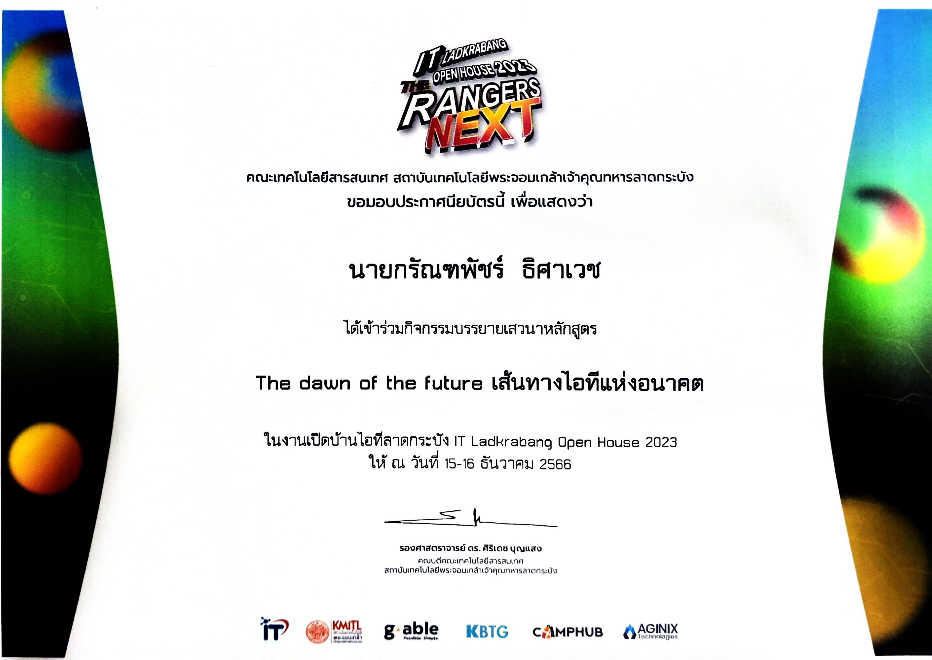 IT LADKRABANG
OPEN HOUSE 2023
THE
RANGERS
NEXT
คณะเทคโนโลยีสารสนเทศ สถาบันเทคโนโลยีพระจอมเกล้าเจ้าคุณทหารลาดกระบัง
ขอมอบประกาศนียบัตรนี้ เพื่อแสดงว่า
นายกรัณฑพัชร์ ธิศาเวช
ได้เข้าร่วมกิจกรรมบรรยายเสวนาหลักสูตร
The dawn of the future เส้นทางไอทีแห่งอนาคต
ในงานเปิดบ้านไอทีลาดกระบัง IT Ladkrabang Open House 2023
ให้ ณ วันที่ 15-16 ธันวาคม 2566
รองศาสตราจารย์ ดร. ศิริเดช บุญแสง
คณบดีคณะเทคโนโลยีสารสนเทศ
สถาบันเทคโนโลยีพระจอมเกล้าเจ้าคุณทหารลาดกระบัง
IT KMITL g·able KBTG CAMPHUB AGINIX
Technologies